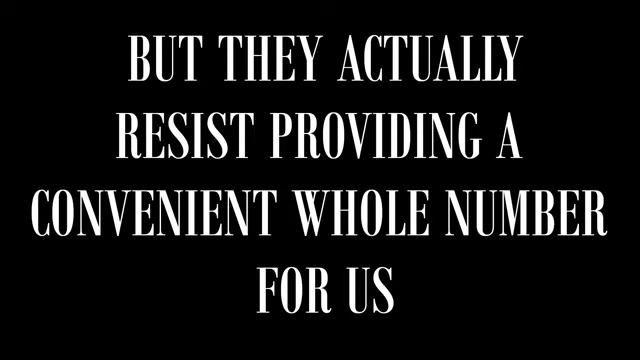 BUT THEY ACTUALLY
RESIST PROVIDING A
CONVENIENT WHOLE NUMBER
FOR US